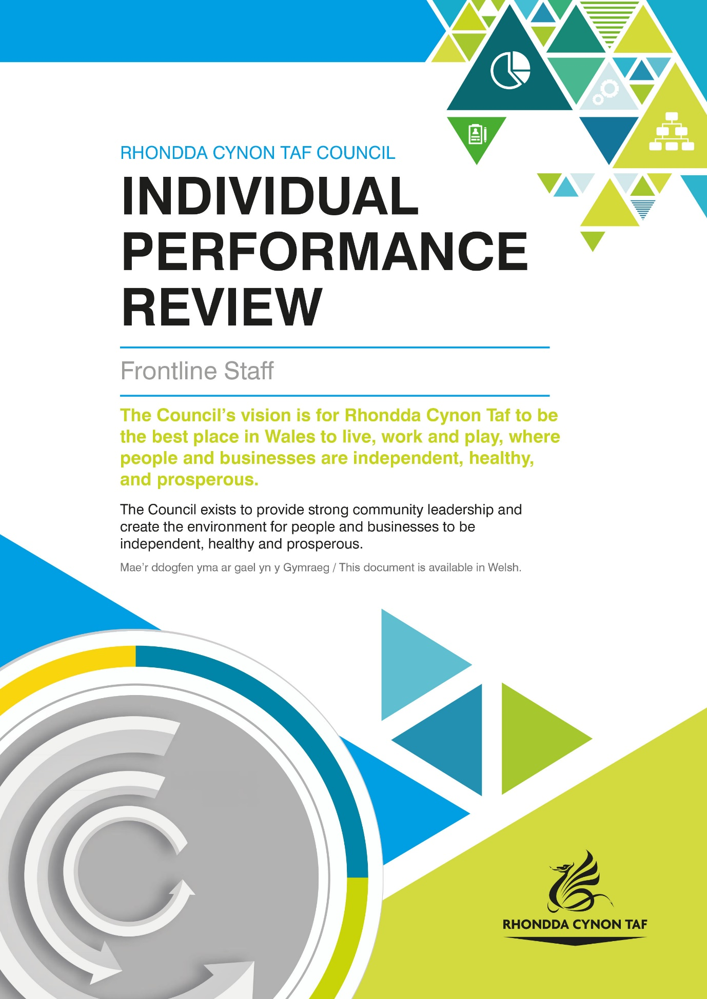 RHONDDA CYNON TAF COUNCIL
INDIVIDUAL
PERFORMANCE
REVIEW
Frontline Staff
The Council’s vision is for Rhondda Cynon Taf to be
the best place in Wales to live, work and play, where
people and businesses are independent, healthy,
and prosperous.
The Council exists to provide strong community leadership and
create the environment for people and businesses to be
independent, healthy and prosperous.
Mae’r ddogfen yma ar gael yn y Gymraeg / This document is available in Welsh.
RHONDDA CYNON TAF